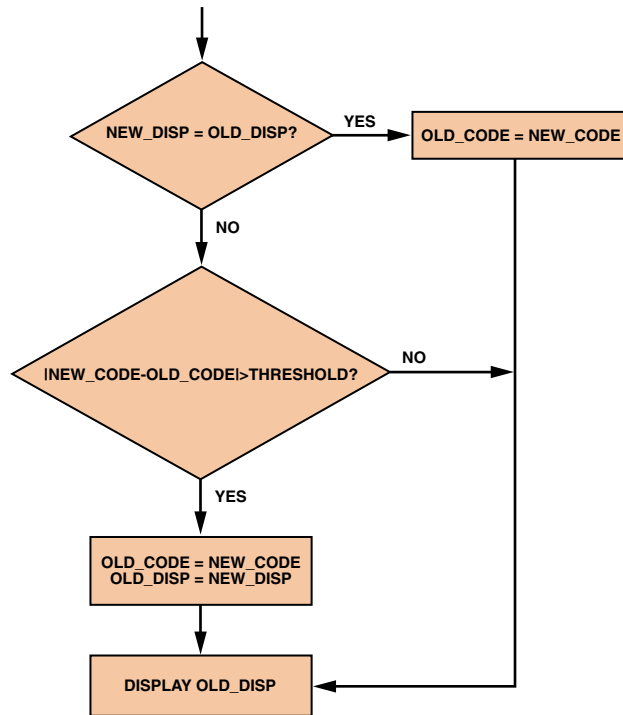 NEW_DISP = OLD_DISP?
YES
OLD_CODE = NEW_CODE
NO
|NEW_CODE-OLD_CODE|>THRESHOLD?
NO
YES
OLD_CODE = NEW_CODE
OLD_DISP = NEW_DISP
DISPLAY OLD_DISP